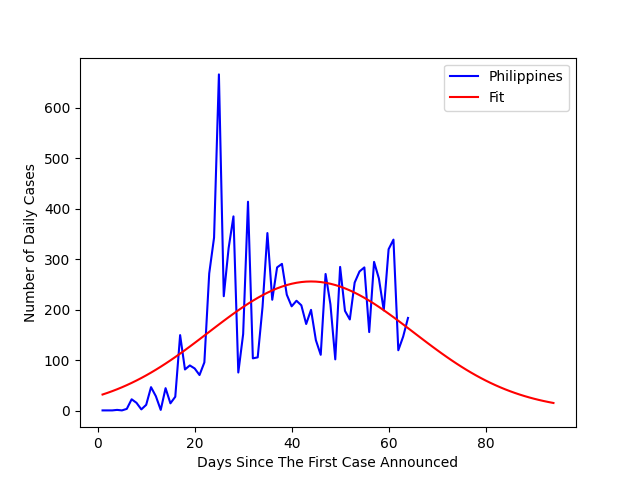 Philippines
Fit
Number of Daily Cases
600
500
400
300
200
100
0
0 20 40 60 80
Days Since The First Case Announced